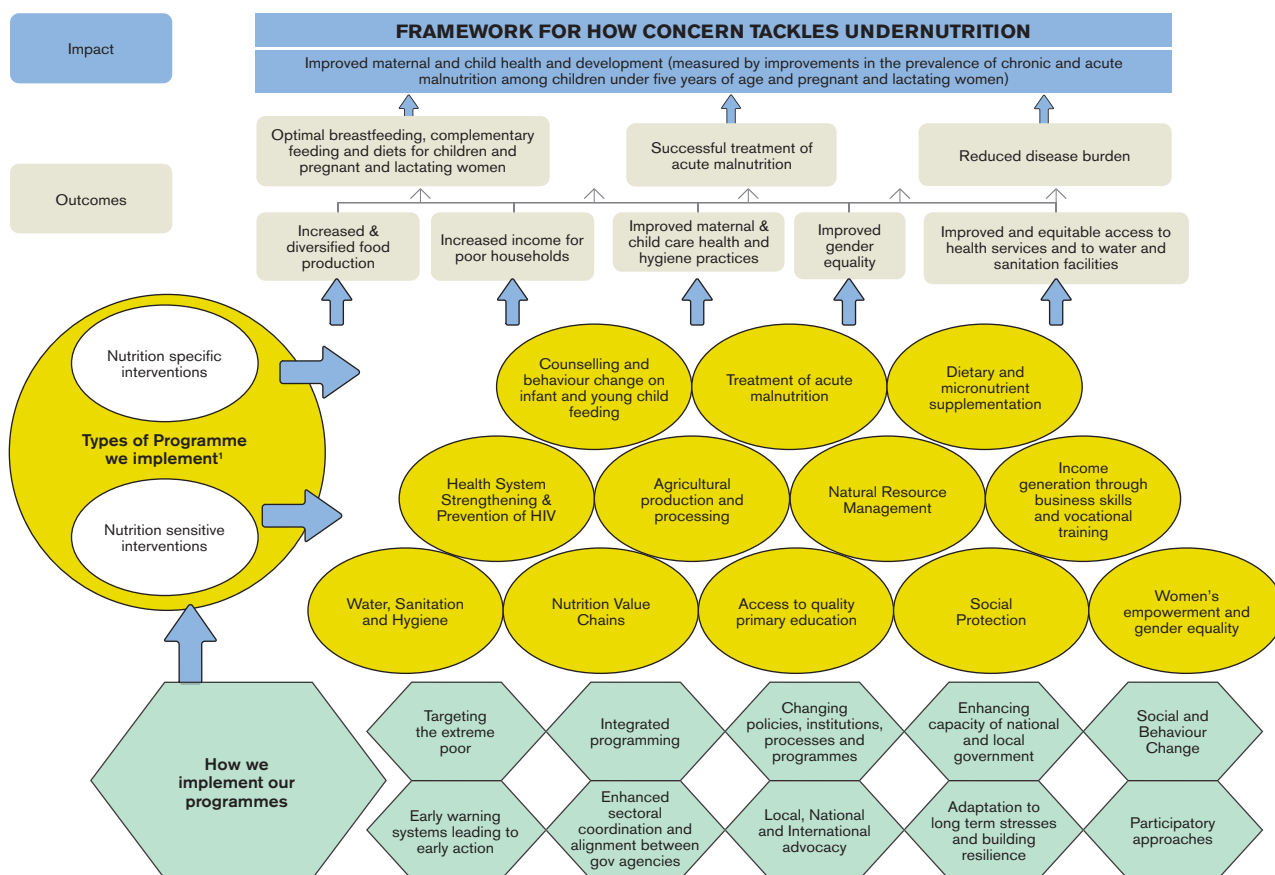 Impact
FRAMEWORK FOR HOW CONCERN TACKLES UNDERNUTRITION
Improved maternal and child health and development (measured by improvements in the prevalence of chronic and acute
malnutrition among children under five years of age and pregnant and lactating women)
Optimal breastfeeding, complementary
feeding and diets for children and
pregnant and lactating women
Successful treatment of
acute malnutrition
Reduced disease burden
Outcomes
Increased &
diversified food
production
Increased income for
poor households
Improved maternal &
child care health and
hygiene practices
Improved
gender
equality
Improved and equitable access to
health services and to water and
sanitation facilities
Nutrition specific
interventions
Types of Programme
we implement¹
Nutrition sensitive
interventions
Counselling and
behaviour change on
infant and young child
feeding
Treatment of acute
malnutrition
Dietary and
micronutrient
supplementation
Health System
Strengthening &
Prevention of HIV
Agricultural
production and
processing
Natural Resource
Management
Income
generation through
business skills
and vocational
training
Water, Sanitation
and Hygiene
Nutrition Value
Chains
Access to quality
primary education
Social
Protection
Women's
empowerment and
gender equality
How we
implement our
programmes
Targeting
the extreme
poor
Integrated
programming
Changing
policies, institutions,
processes and
programmes
Enhancing
capacity of national
and local
government
Social and
Behaviour
Change
Early warning
systems leading to
early action
Enhanced
sectoral
coordination and
alignment between
gov agencies
Local, National
and International
advocacy
Adaptation to
long term stresses
and building
resilience
Participatory
approaches